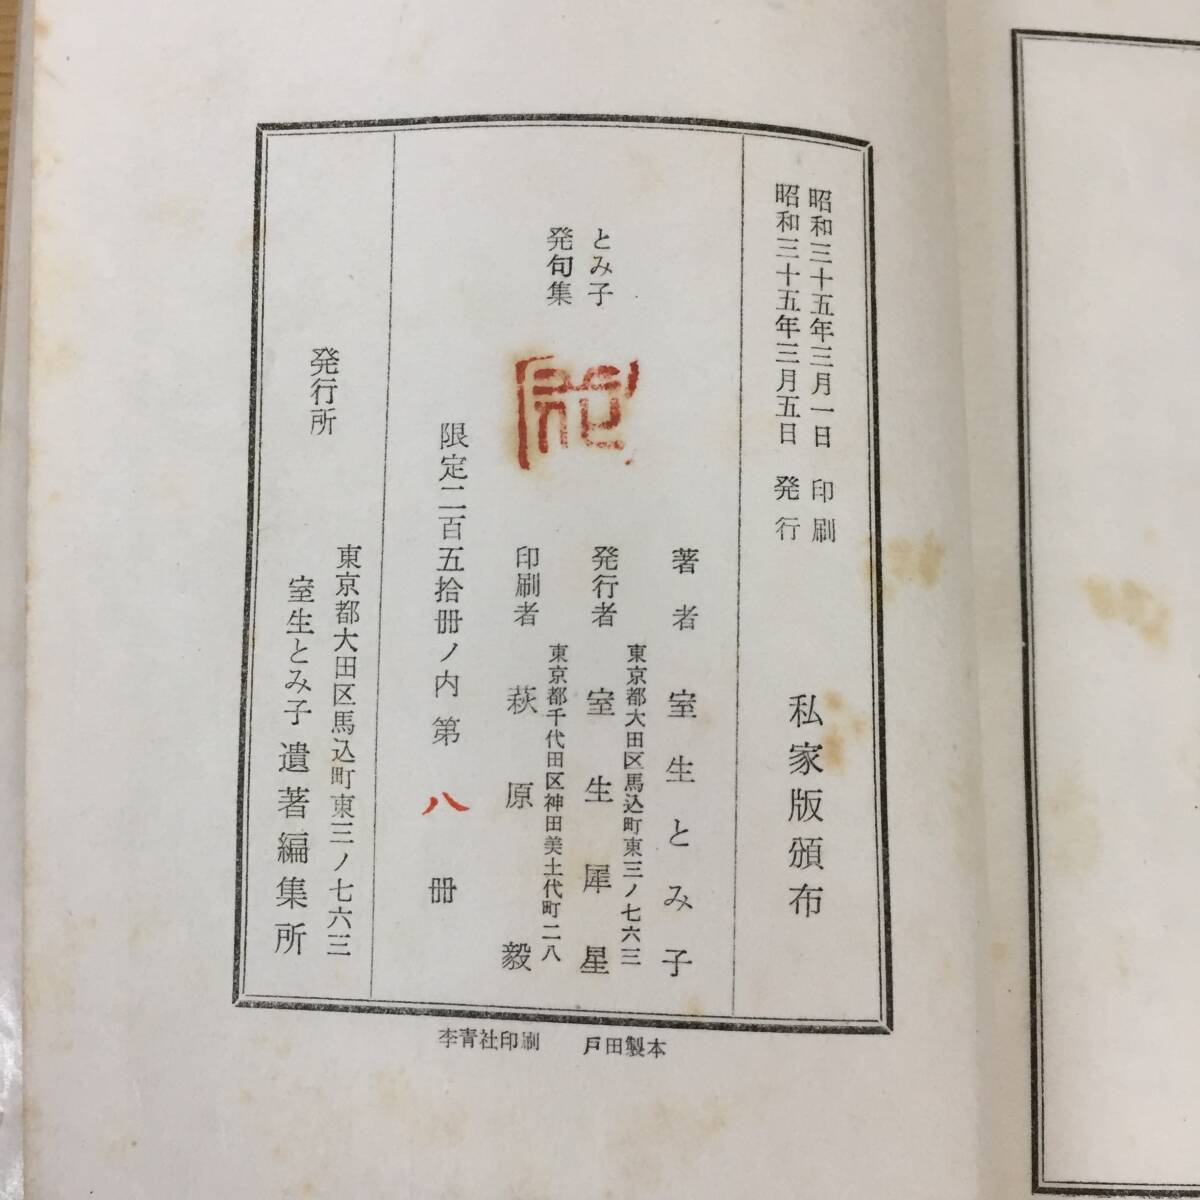 昭和三十五年三月一日　印刷
昭和三十五年三月五日　発行
私家版頒布
とみ子
発句集
著者　室生とみ子
東京都大田区馬込町東三ノ七六三
発行者　室生犀星
東京都千代田区神田美土代町二八
印刷者　萩原毅
限定二百五拾冊ノ内第八冊
東京都大田区馬込町東三ノ七六三
発行所　室生とみ子遺著編集所
李青社印刷　戸田製本